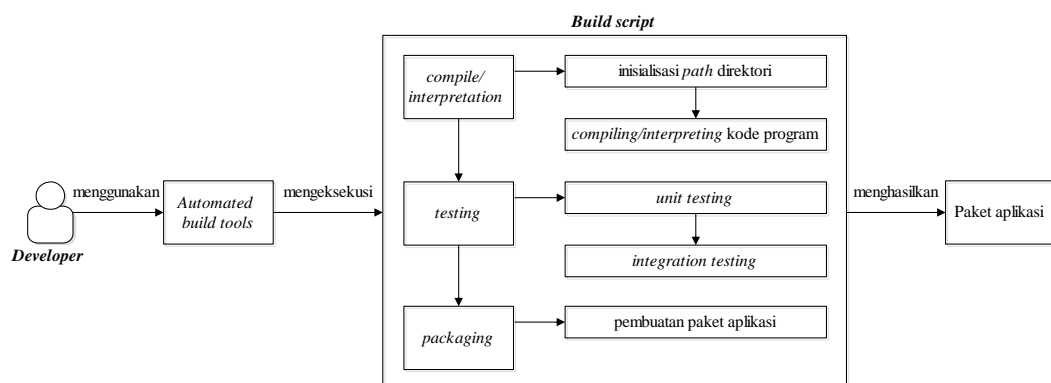 Build script
compile/
interpretation
inisialisasi path direktori
compiling/interpreting kode program
menggunakan
Automated
build tools
mengeksekusi
testing
unit testing
integration testing
menghasilkan
Paket aplikasi
Developer
packaging
pembuatan paket aplikasi